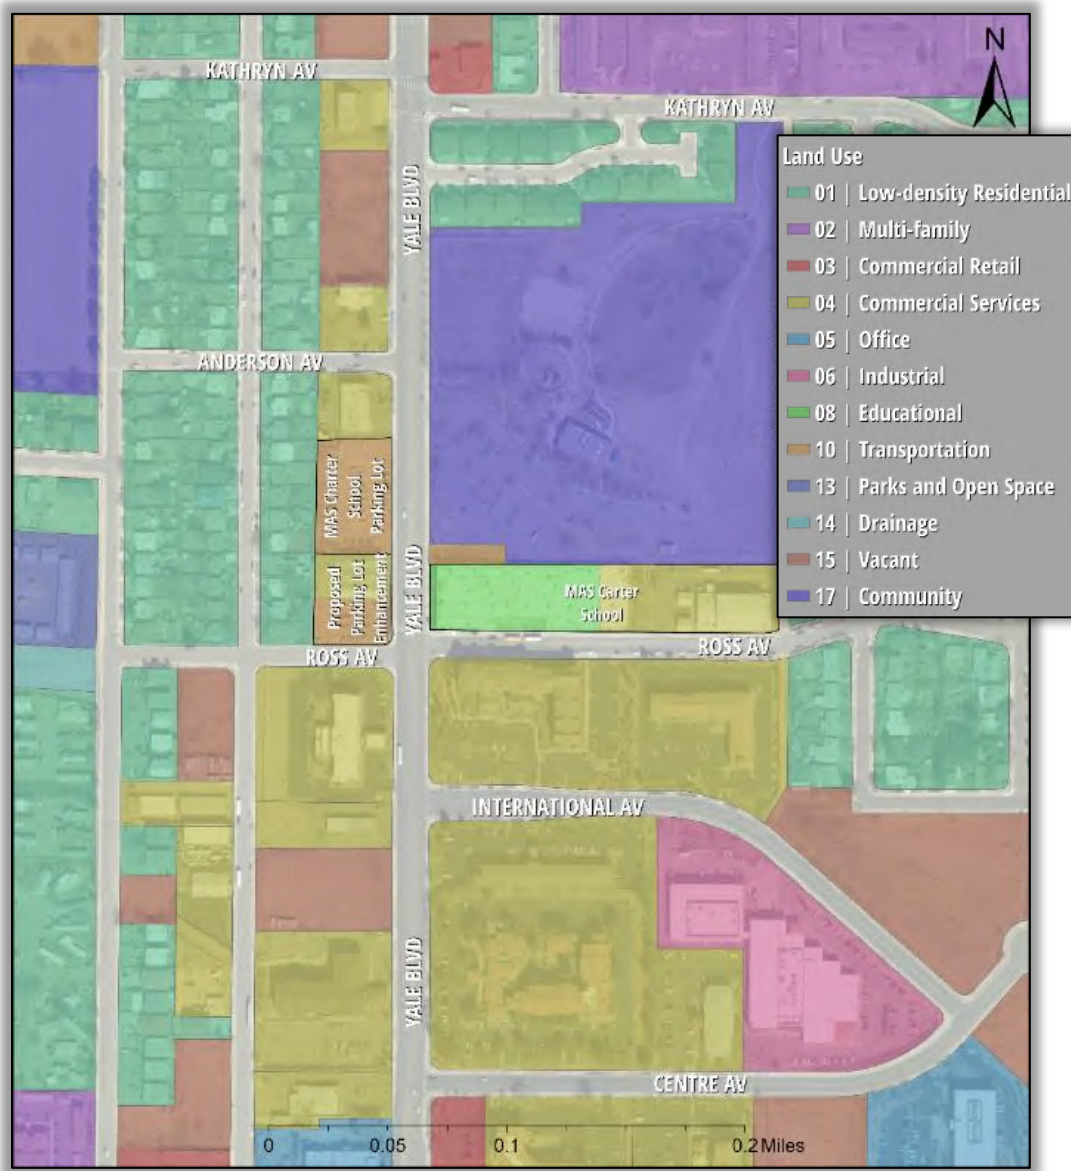 N
KATHRYN AV
KATHRYN AV
YALE BLVD
Land Use
01 | Low-density Residential
02 | Multi-family
03 | Commercial Retail
04 | Commercial Services
05 | Office
06 | Industrial
08 | Educational
10 | Transportation
13 | Parks and Open Space
14 | Drainage
15 | Vacant
17 | Community
ANDERSON AV
MAS Charter
School
Parking Lot
Proposed
Parking Lot
Enhancement
YALE BLVD
MAS Carter
School
ROSS AV
ROSS AV
INTERNATIONAL AV
YALE BLVD
CENTRE AV
0 0.05 0.1 0.2 Miles